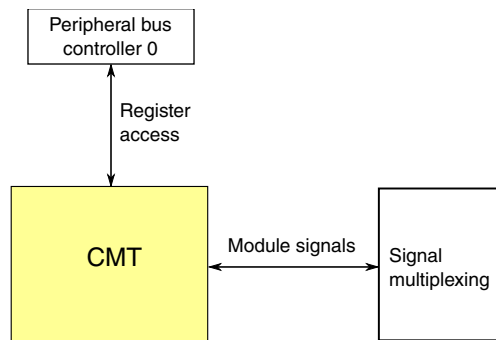 Peripheral bus
controller 0
Register
access
CMT
Module signals
Signal
multiplexing